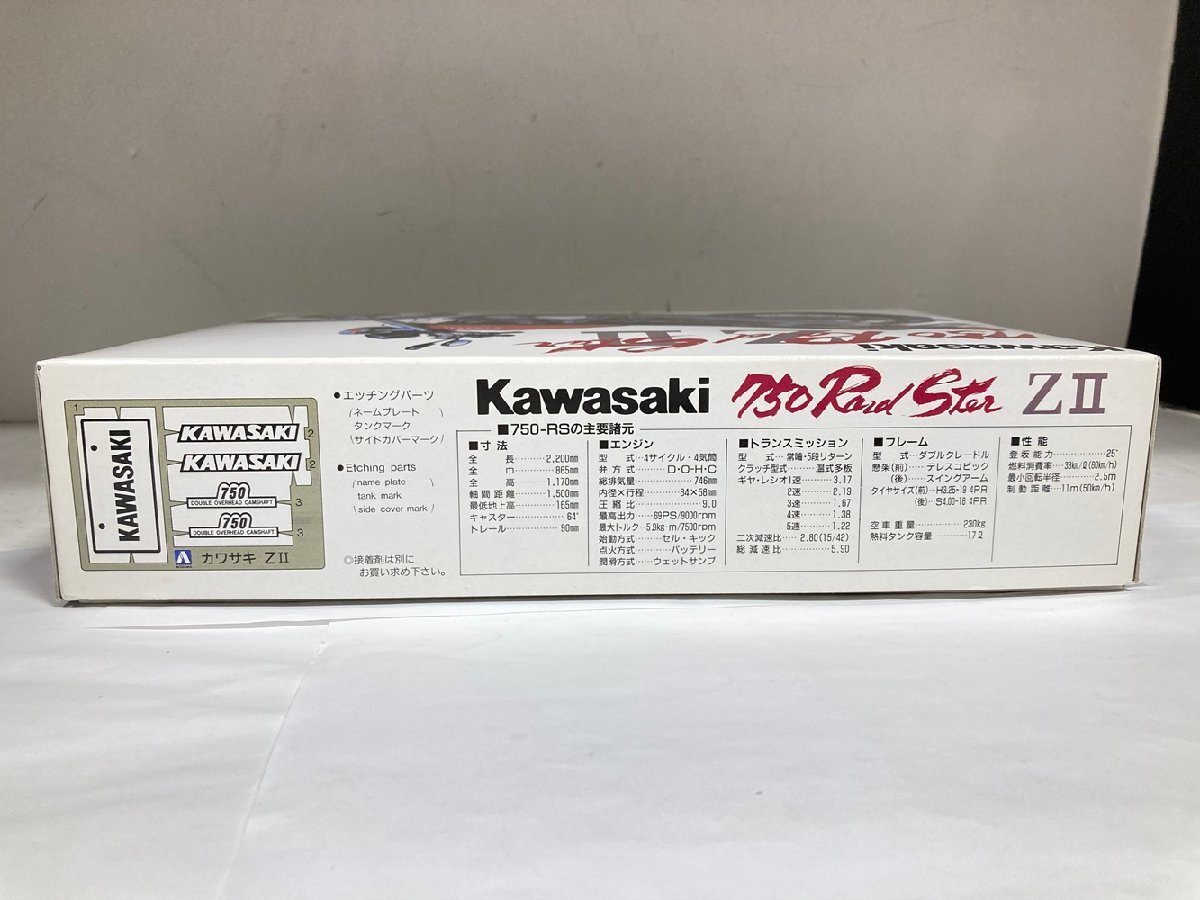 Kawasaki
750 Road Star
II
1
KAWASAKI
KAWASAKI 2
KAWASAKI 2
750
DOUBLE OVERHEAD CAMSHAFT 3
750
DOUBLE OVERHEAD CAMSHAFT 3
カワサキ ZII
●エッチングパーツ
(ネームプレート
タンクマーク
サイドカバーマーク)
●Etching parts
(name plate
tank mark
side cover mark)
◎接着剤は別に
お買い求め下さい。
Kawasaki 750 Road Star ZII
■750-RSの主要諸元
■寸法
全長 2,200mm
全巾 865mm
全高 1,170mm
軸間距離 1,500mm
最低地上高 165mm
キャスター 64°
トレール 90mm
■エンジン
型式 4サイクル・4気筒
弁方式 D・O・H・C
総排気量 746mm
内径×行程 64×58mm
圧縮比 9.0
最高出力 69PS/9000rpm
最大トルク 5.9kg m/7500rpm
始動方式 セル・キック
点火方式 バッテリー
潤滑方式 ウェットサンプ
■トランスミッション
型式 常噛・5段リターン
クラッチ型式 湿式多板
ギヤ・レシオ1速 3.17
2速 2.19
3速 1.67
4速 1.38
5速 1.22
二次減速比 2.80(15/42)
総減速比 5.90
■フレーム
型式 ダブルクレードル
懸架(前) テレスコピック
(後) スイングアーム
タイヤサイズ(前) H3.25-19 4PR
(後) S4.00-18 4PR
空車重量 230kg
熱料タンク容量 17ℓ
■性能
登坂能力 25°
燃料消費率 33km/ℓ(60km/h)
最小回転半径 2.5m
制動距離 11m(50km/h)